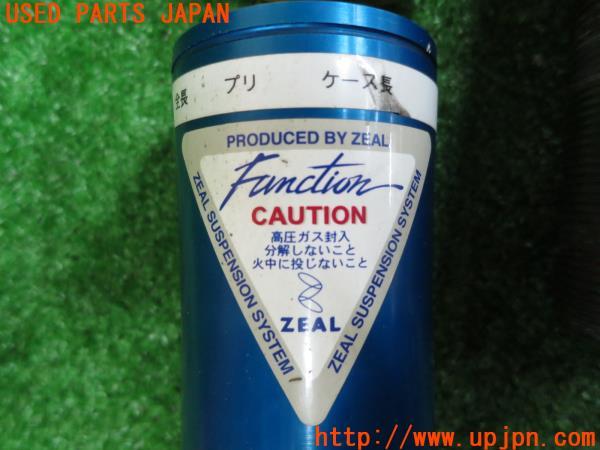 USED PARTS JAPAN
全長 プリ ケース長
PRODUCED BY ZEAL
Function
ZEAL SUSPENSION SYSTEM
ZEAL SUSPENSION SYSTEM
CAUTION
高圧ガス封入
分解しないこと
火中に投じないこと
ZEAL
http://www.upjpn.com